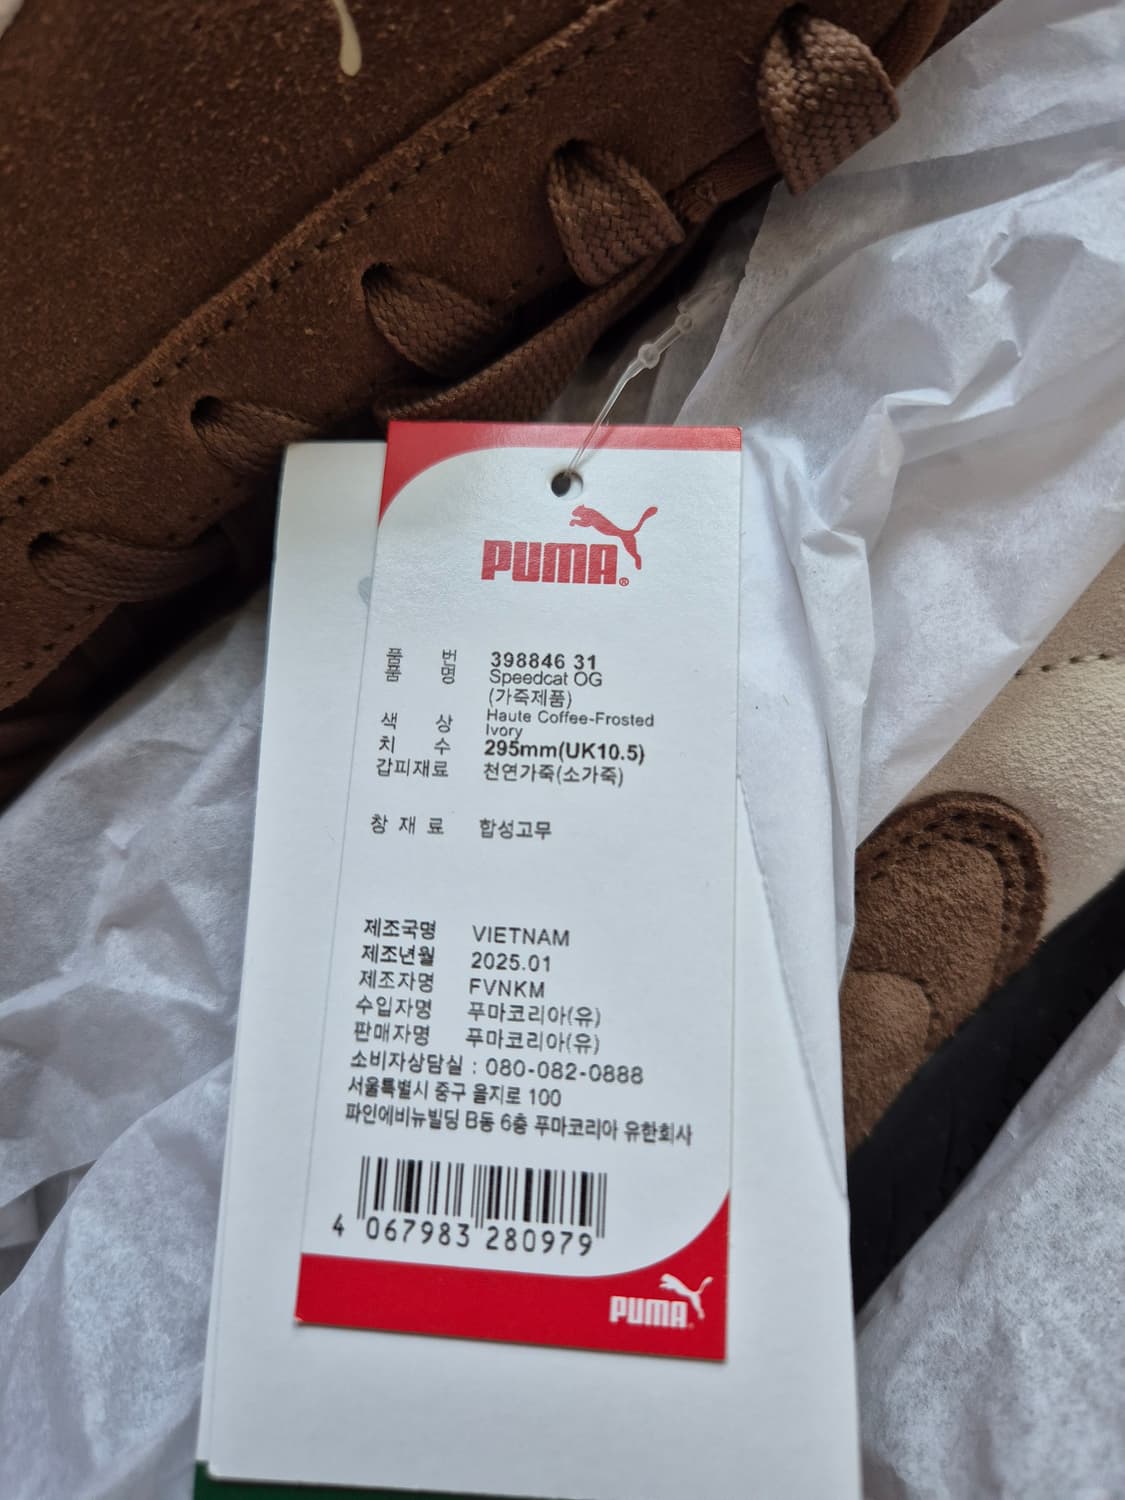 PUMA®
품 번 398846 31
품 명 Speedcat OG
(가죽제품)
색 상 Haute Coffee-Frosted
Ivory
치 수 295mm(UK10.5)
갑피재료 천연가죽(소가죽)
창 재 료 합성고무
제조국명 VIETNAM
제조년월 2025.01
제조자명 FVNKM
수입자명 푸마코리아(유)
판매자명 푸마코리아(유)
소비자상담실 : 080-082-0888
서울특별시 중구 을지로 100
파인에비뉴빌딩 B동 6층 푸마코리아 유한회사
4 067983 280979
PUMA